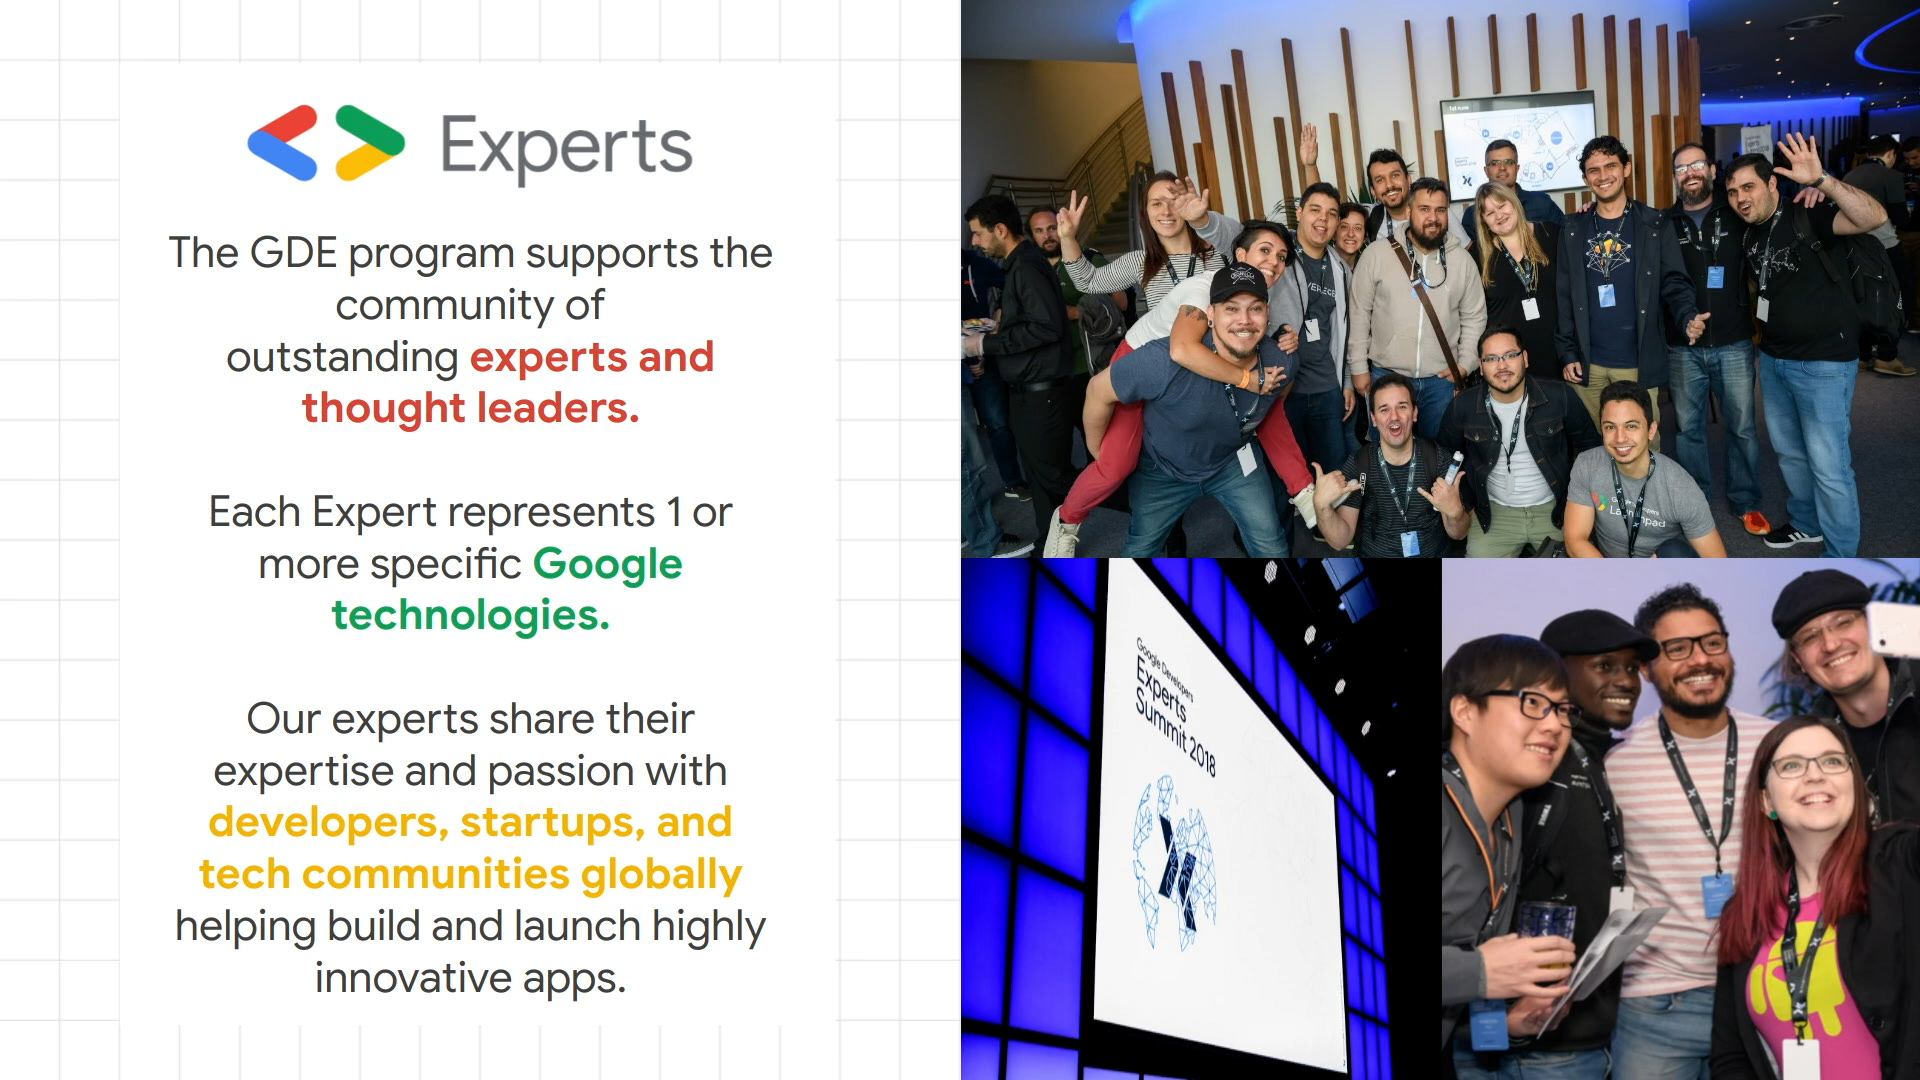 Experts
The GDE program supports the
community of
outstanding experts and
thought leaders.
Each Expert represents 1 or
more specific Google
technologies.
Our experts share their
expertise and passion with
developers, startups, and
tech communities globally
helping build and launch highly
innovative apps.
Google Developers
Experts
Summit 2018